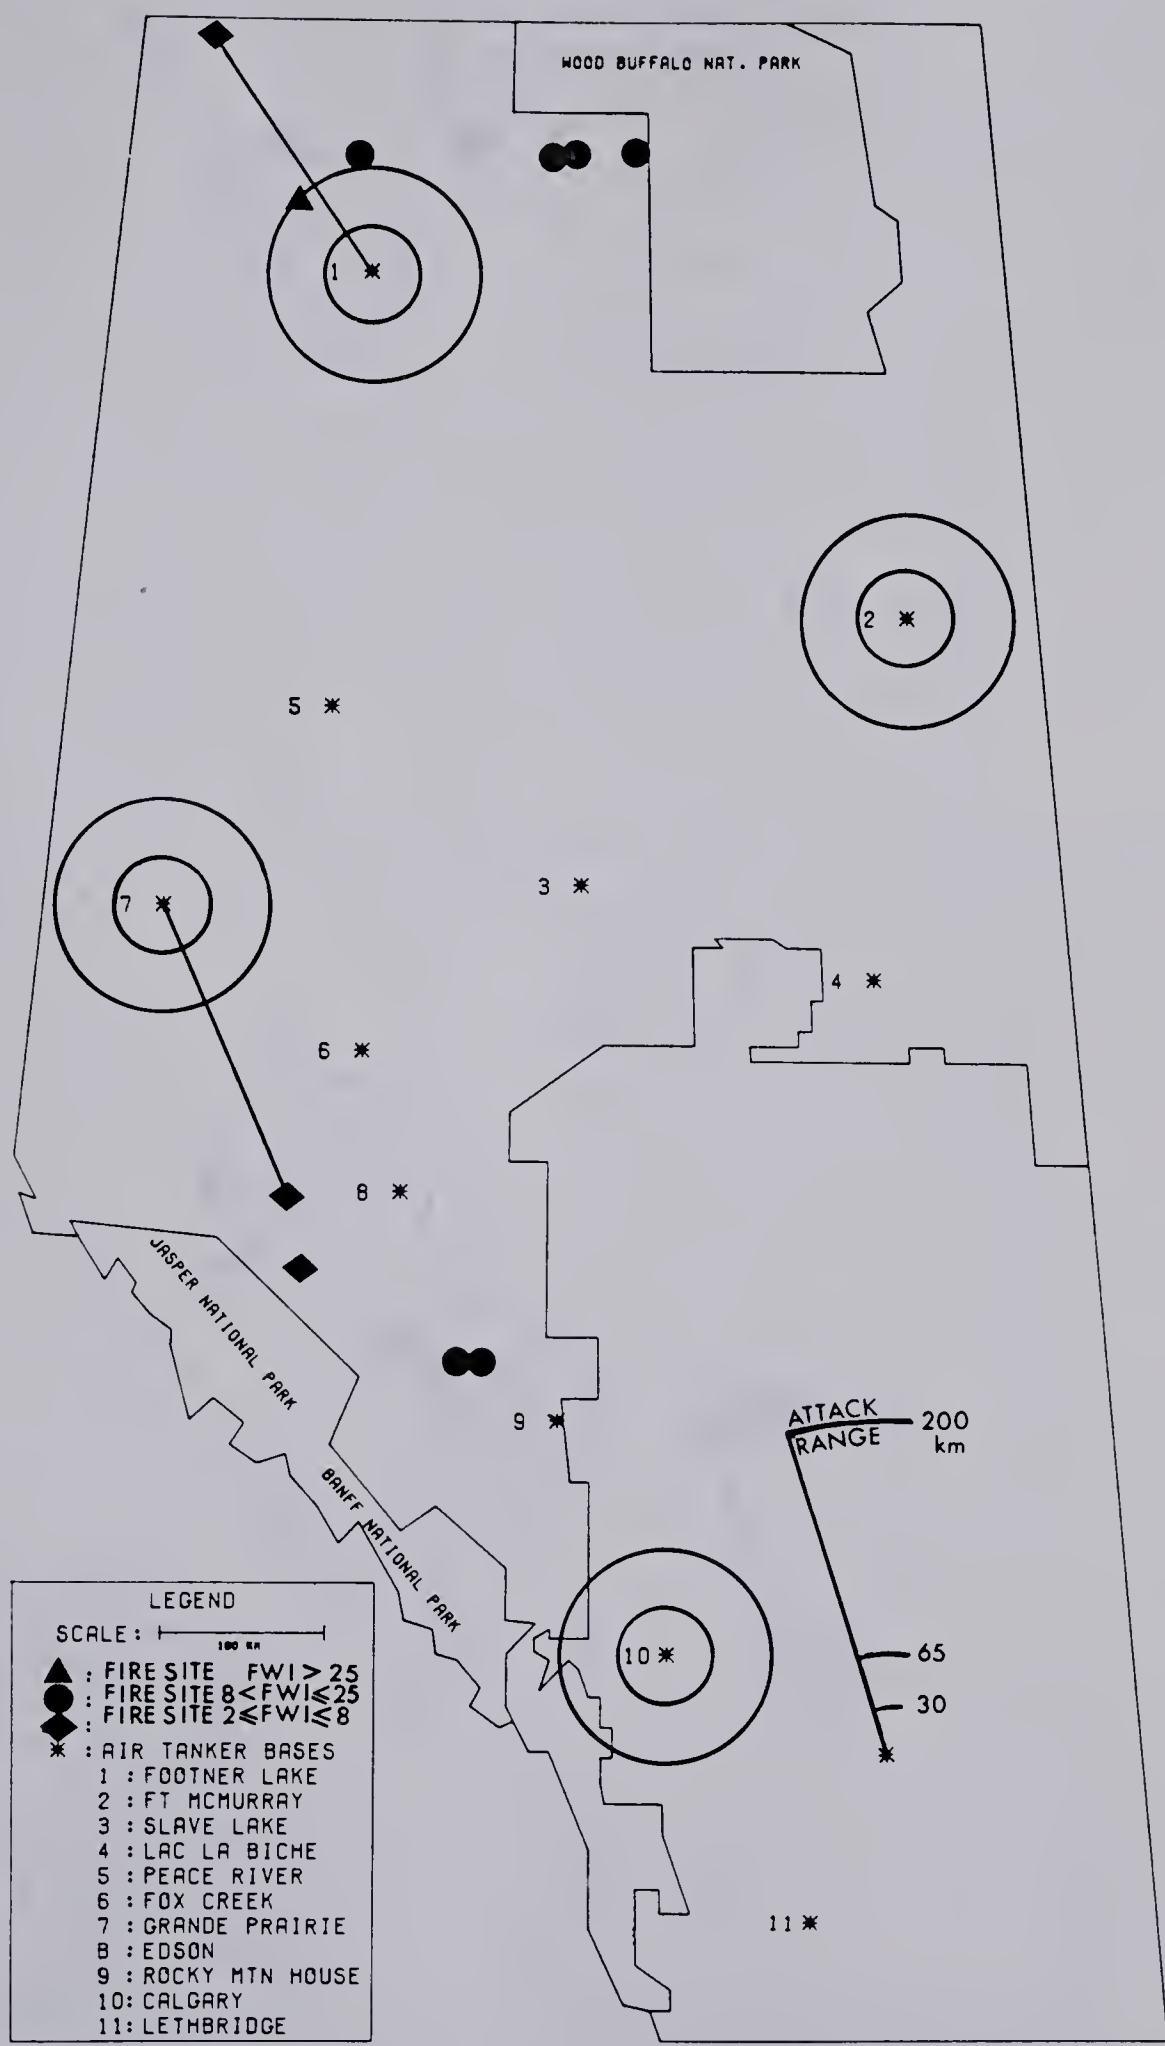 WOOD BUFFALO NAT. PARK
1
2
5
3
7
4
6
8
JASPER NATIONAL PARK
9
ATTACK RANGE
200 km
BANFF NATIONAL PARK
10
65
30
11
LEGEND
SCALE:
100 KM
: FIRE SITE FWI > 25
: FIRE SITE 8 < FWI ⩽ 25
: FIRE SITE 2 ⩽ FWI ⩽ 8
: AIR TANKER BASES
1 : FOOTNER LAKE
2 : FT MCMURRAY
3 : SLAVE LAKE
4 : LAC LA BICHE
5 : PEACE RIVER
6 : FOX CREEK
7 : GRANDE PRAIRIE
8 : EDSON
9 : ROCKY MTN HOUSE
10: CALGARY
11: LETHBRIDGE